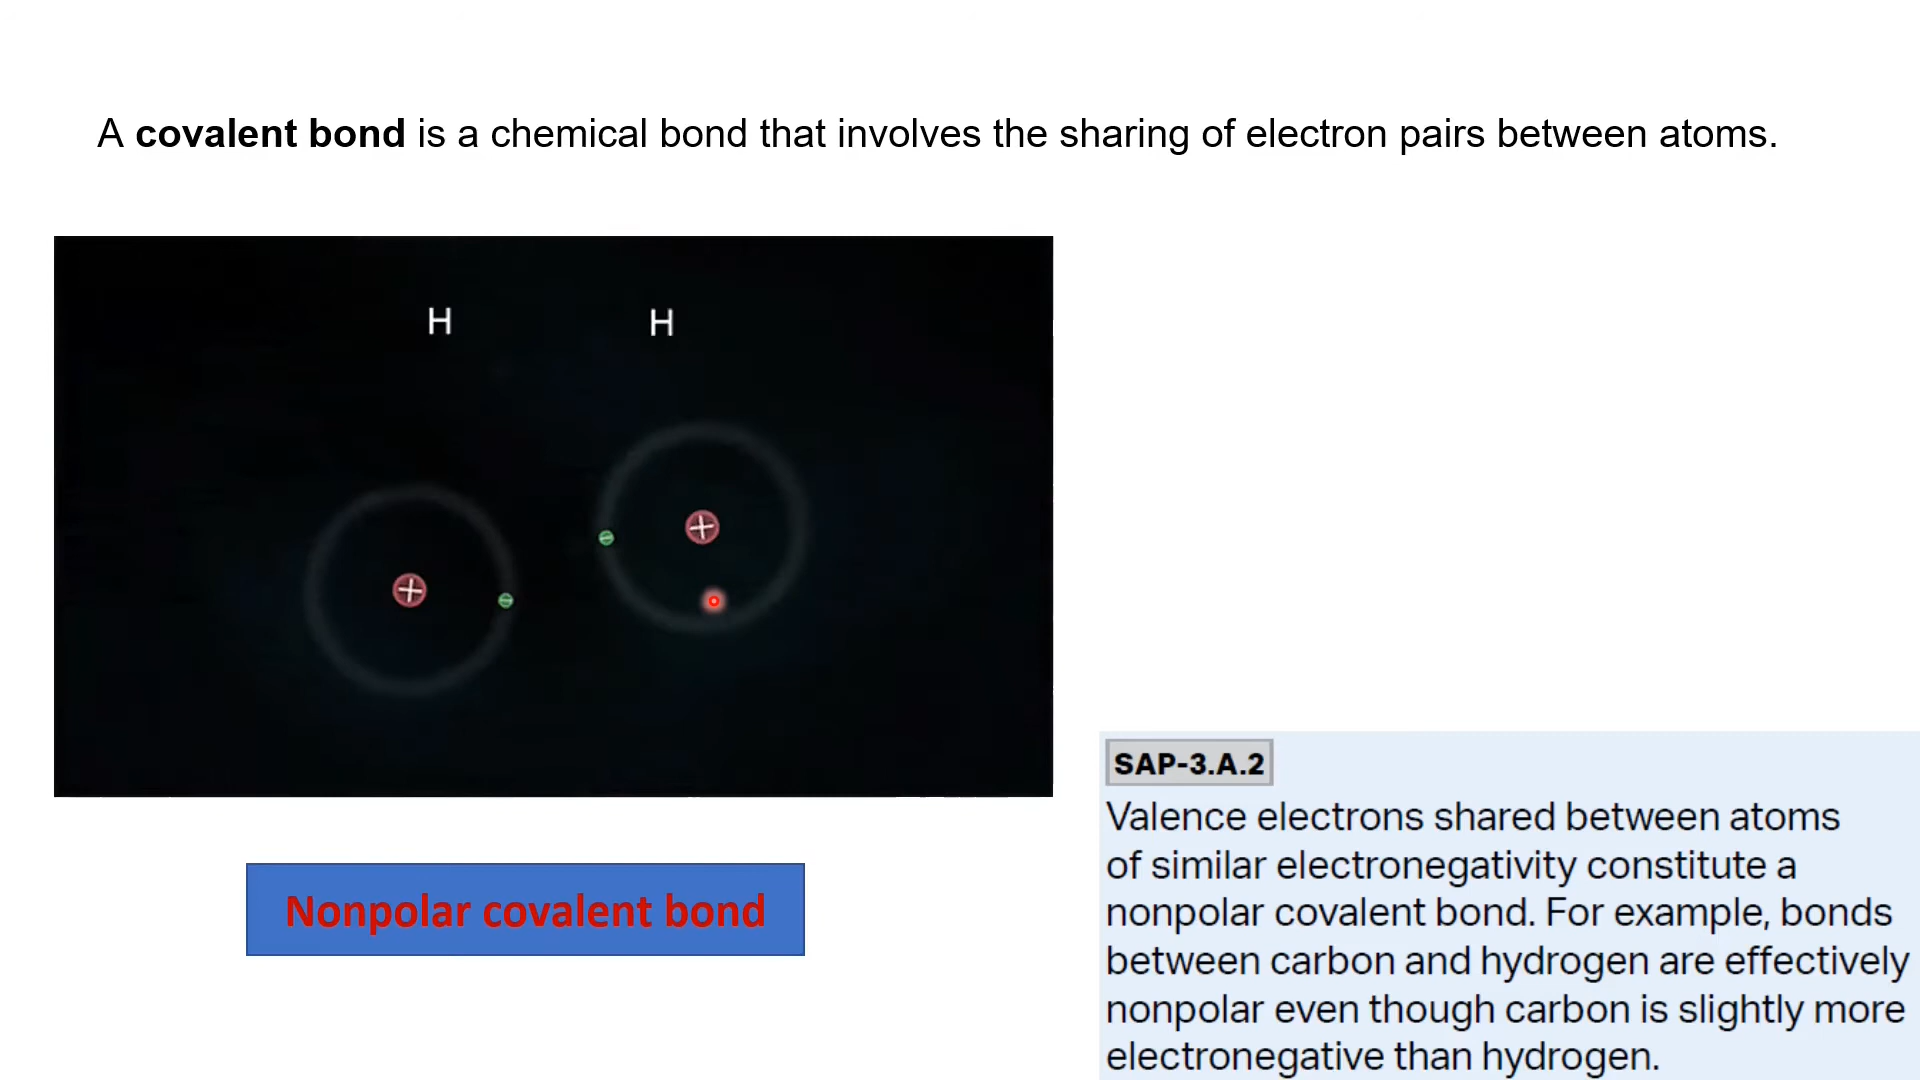 A covalent bond is a chemical bond that involves the sharing of electron pairs between atoms.
H H
+ −
− +
Nonpolar covalent bond
SAP-3.A.2
Valence electrons shared between atoms
of similar electronegativity constitute a
nonpolar covalent bond. For example, bonds
between carbon and hydrogen are effectively
nonpolar even though carbon is slightly more
electronegative than hydrogen.